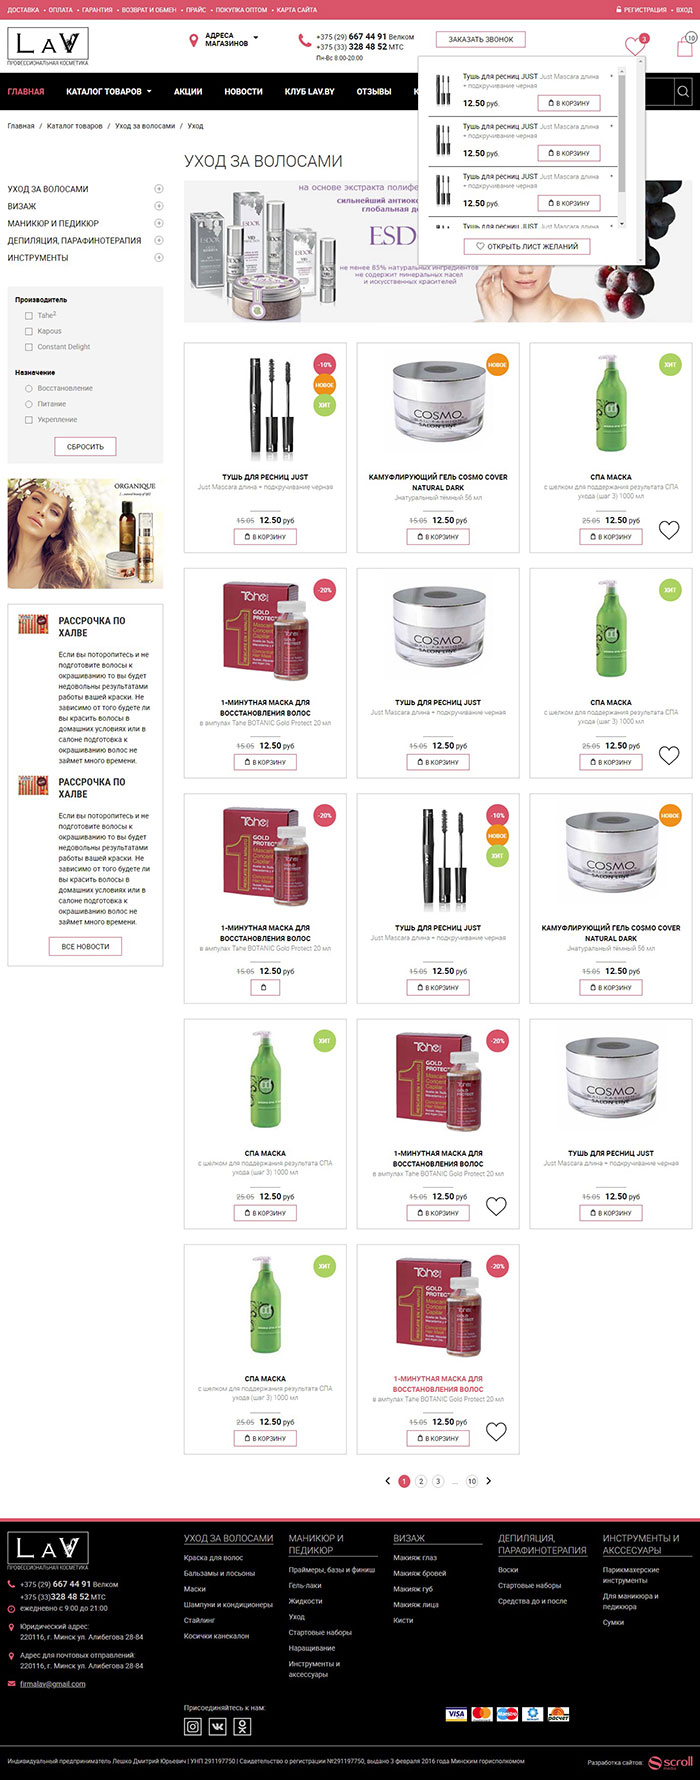 ДОСТАВКА • ОПЛАТА • ГАРАНТИЯ • ВОЗВРАТ И ОБМЕН • ПРАЙС • ПОКУПКА ОПТОМ • КАРТА САЙТА
РЕГИСТРАЦИЯ • ВХОД
LAV
ПРОФЕССИОНАЛЬНАЯ КОСМЕТИКА
АДРЕСА МАГАЗИНОВ
+375 (29) 667 44 91 Велком
+375 (33) 328 48 52 МТС
Пн-Вс 8:00-20:00
ЗАКАЗАТЬ ЗВОНОК
3
10
ГЛАВНАЯ КАТАЛОГ ТОВАРОВ АКЦИИ НОВОСТИ КЛУБ LAV.BY ОТЗЫВЫ
Тушь для ресниц JUST Just Mascara длина + подкручивание черная
12.50 руб.
В КОРЗИНУ
Тушь для ресниц JUST Just Mascara длина + подкручивание черная
12.50 руб.
В КОРЗИНУ
Тушь для ресниц JUST Just Mascara длина + подкручивание черная
12.50 руб.
В КОРЗИНУ
Тушь для ресниц JUST Just Mascara длина + подкручивание черная
ОТКРЫТЬ ЛИСТ ЖЕЛАНИЙ
Главная / Каталог товаров / Уход за волосами / Уход
УХОД ЗА ВОЛОСАМИ
УХОД ЗА ВОЛОСАМИ
ВИЗАЖ
МАНИКЮР И ПЕДИКЮР
ДЕПИЛЯЦИЯ, ПАРАФИНОТЕРАПИЯ
ИНСТРУМЕНТЫ
на основе экстракта полифе
сильнейший антиокс
глобальная
ESD
не менее 85% натуральных ингредиентов
не содержит минеральных масел
и искусственных красителей
Производитель
Tahe2
Kapous
Constant Delight
Назначение
Восстановление
Питание
Укрепление
СБРОСИТЬ
ORGANIQUE
РАССРОЧКА ПО ХАЛВЕ
Если вы поторопитесь и не
подготовите волосы к
окрашиванию то вы будет
недовольны результатами
работы вашей краски. Не
зависимо от того будете ли
вы красить волосы в
домашних условиях или в
салоне подготовка к
окрашиванию волос не
займет много времени.
РАССРОЧКА ПО ХАЛВЕ
Если вы поторопитесь и не
подготовите волосы к
окрашиванию то вы будет
недовольны результатами
работы вашей краски. Не
зависимо от того будете ли
вы красить волосы в
домашних условиях или в
салоне подготовка к
окрашиванию волос не
займет много времени.
ВСЕ НОВОСТИ
-10% НОВОЕ ХИТ
ТУШЬ ДЛЯ РЕСНИЦ JUST
Just Mascara длина + подкручивание черная
15.05 12.50 руб
В КОРЗИНУ
НОВОЕ
КАМУФЛИРУЮЩИЙ ГЕЛЬ COSMO COVER NATURAL DARK
Jнатуральный тёмный 56 мл
15.05 12.50 руб
В КОРЗИНУ
ХИТ
СПА МАСКА
с шелком для поддержания результата СПА ухода (шаг 3) 1000 мл
25.05 12.50 руб
В КОРЗИНУ
-20%
1-МИНУТНАЯ МАСКА ДЛЯ ВОССТАНОВЛЕНИЯ ВОЛОС
в ампулах Tahe BOTANIC Gold Protect 20 мл
15.05 12.50 руб
В КОРЗИНУ
ТУШЬ ДЛЯ РЕСНИЦ JUST
Just Mascara длина + подкручивание черная
15.05 12.50 руб
В КОРЗИНУ
ХИТ
СПА МАСКА
с шелком для поддержания результата СПА ухода (шаг 3) 1000 мл
25.05 12.50 руб
В КОРЗИНУ
-20%
1-МИНУТНАЯ МАСКА ДЛЯ ВОССТАНОВЛЕНИЯ ВОЛОС
в ампулах Tahe BOTANIC Gold Protect 20 мл
15.05 12.50 руб
-10% НОВОЕ ХИТ
ТУШЬ ДЛЯ РЕСНИЦ JUST
Just Mascara длина + подкручивание черная
15.05 12.50 руб
В КОРЗИНУ
НОВОЕ
КАМУФЛИРУЮЩИЙ ГЕЛЬ COSMO COVER NATURAL DARK
Jнатуральный тёмный 56 мл
15.05 12.50 руб
В КОРЗИНУ
ХИТ
СПА МАСКА
с шелком для поддержания результата СПА ухода (шаг 3) 1000 мл
25.05 12.50 руб
В КОРЗИНУ
-20%
1-МИНУТНАЯ МАСКА ДЛЯ ВОССТАНОВЛЕНИЯ ВОЛОС
в ампулах Tahe BOTANIC Gold Protect 20 мл
15.05 12.50 руб
В КОРЗИНУ
ТУШЬ ДЛЯ РЕСНИЦ JUST
Just Mascara длина + подкручивание черная
15.05 12.50 руб
В КОРЗИНУ
ХИТ
СПА МАСКА
с шелком для поддержания результата СПА ухода (шаг 3) 1000 мл
25.05 12.50 руб
В КОРЗИНУ
-20%
1-МИНУТНАЯ МАСКА ДЛЯ ВОССТАНОВЛЕНИЯ ВОЛОС
в ампулах Tahe BOTANIC Gold Protect 20 мл
15.05 12.50 руб
В КОРЗИНУ
1 2 3 ... 10
LAV
ПРОФЕССИОНАЛЬНАЯ КОСМЕТИКА
+375 (29) 667 44 91 Велком
+375 (33)328 48 52 МТС
ежедневно с 9:00 до 21:00
Юридический адрес:
220116, г. Минск ул. Алибегова 28-84
Адрес для почтовых отправлений:
220116, г. Минск ул. Алибегова 28-84
firmalav@gmail.com
УХОД ЗА ВОЛОСАМИ
Краска для волос
Бальзамы и лосьоны
Маски
Шампуни и кондиционеры
Стайлинг
Косички канекалон
МАНИКЮР И ПЕДИКЮР
Праймеры, базы и финиш
Гель-лаки
Жидкости
Уход
Стартовые наборы
Наращивание
Инструменты и аксессуары
ВИЗАЖ
Макияж глаз
Макияж бровей
Макияж губ
Макияж лица
Кисти
ДЕПИЛЯЦИЯ, ПАРАФИНОТЕРАПИЯ
Воски
Стартовые наборы
Средства до и после
ИНСТРУМЕНТЫ И АКССЕСУАРЫ
Парикмахерские инструменты
Для маникюра и педикюра
Сумки
Присоединяйтесь к нам:
VISA MasterCard Maestro расчет
Индивидуальный предприниматель Лешко Дмитрий Юрьевич | УНП 291197750 | Свидетельство о регистрации №291197750, выдано 3 февраля 2016 года Минским горисполкомом
Разработка сайтов: scroll media